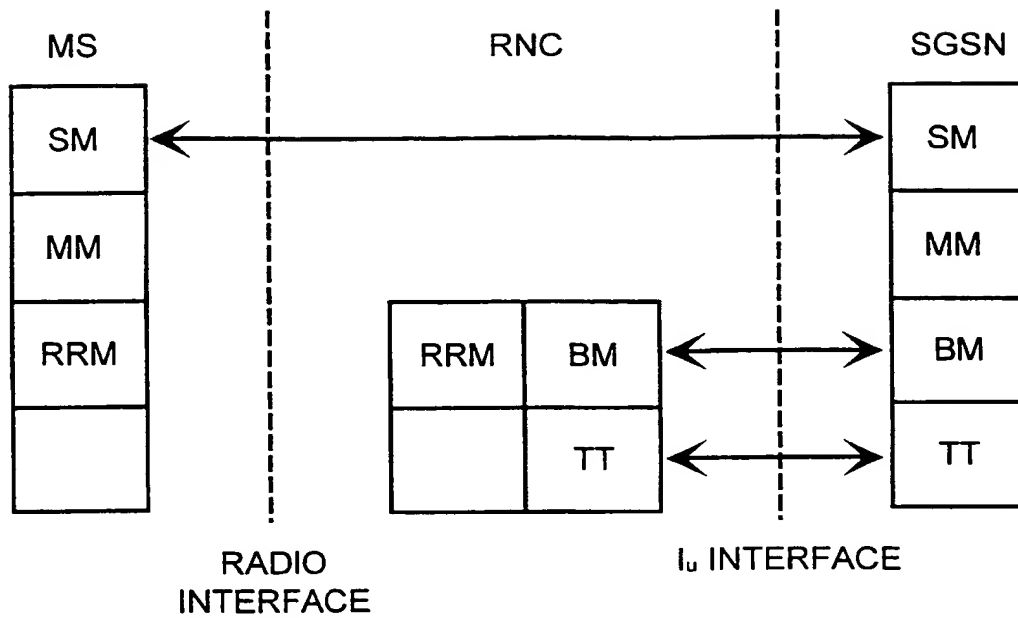 MS RNC SGSN
SM SM
MM MM
RRM RRM BM BM
TT TT
RADIO
INTERFACE
Iu INTERFACE